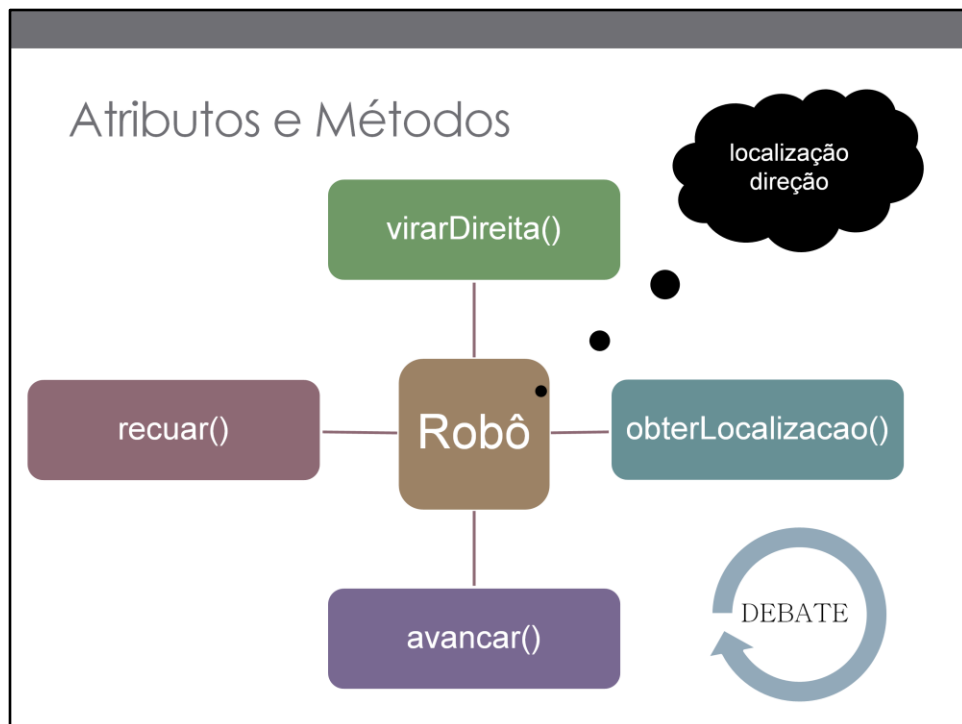 Atributos e Métodos
localização
direção
virarDireita()
recuar()
Robô
obterLocalizacao()
avancar()
DEBATE